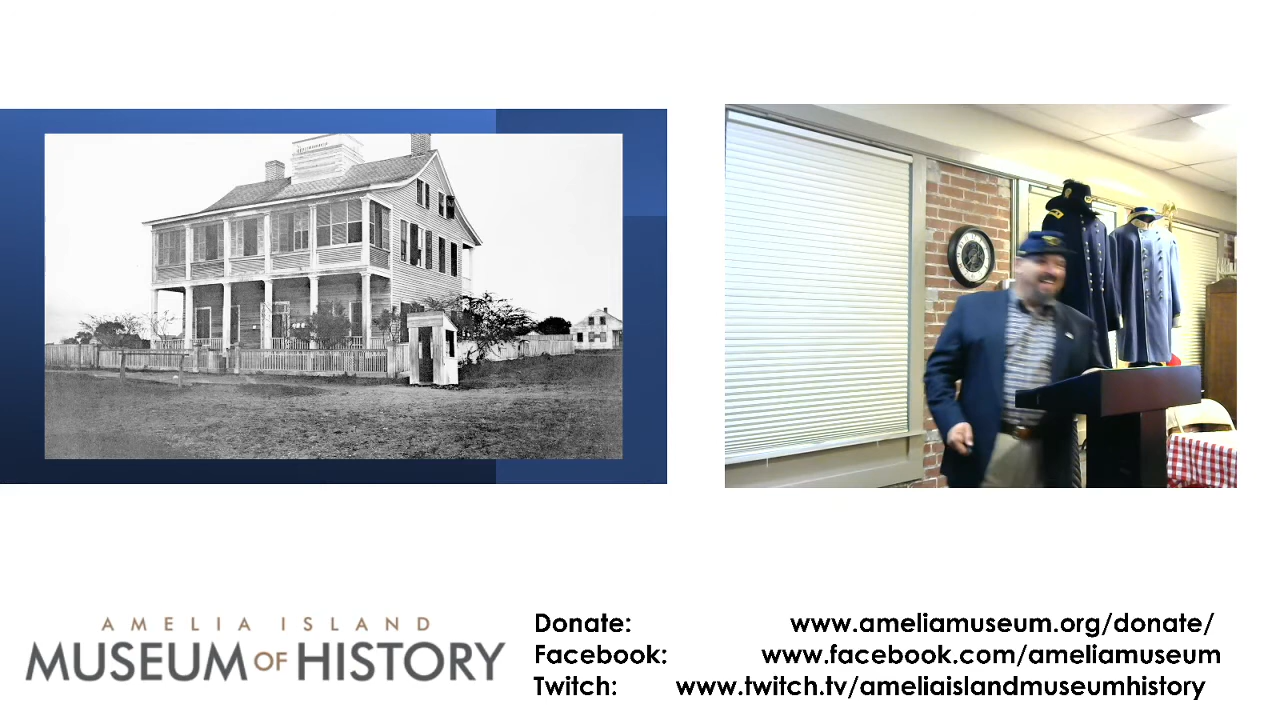 AMELIA ISLAND
MUSEUM OF HISTORY
Donate: www.ameliamuseum.org/donate/
Facebook: www.facebook.com/ameliamuseum
Twitch: www.twitch.tv/ameliaislandmuseumhistory